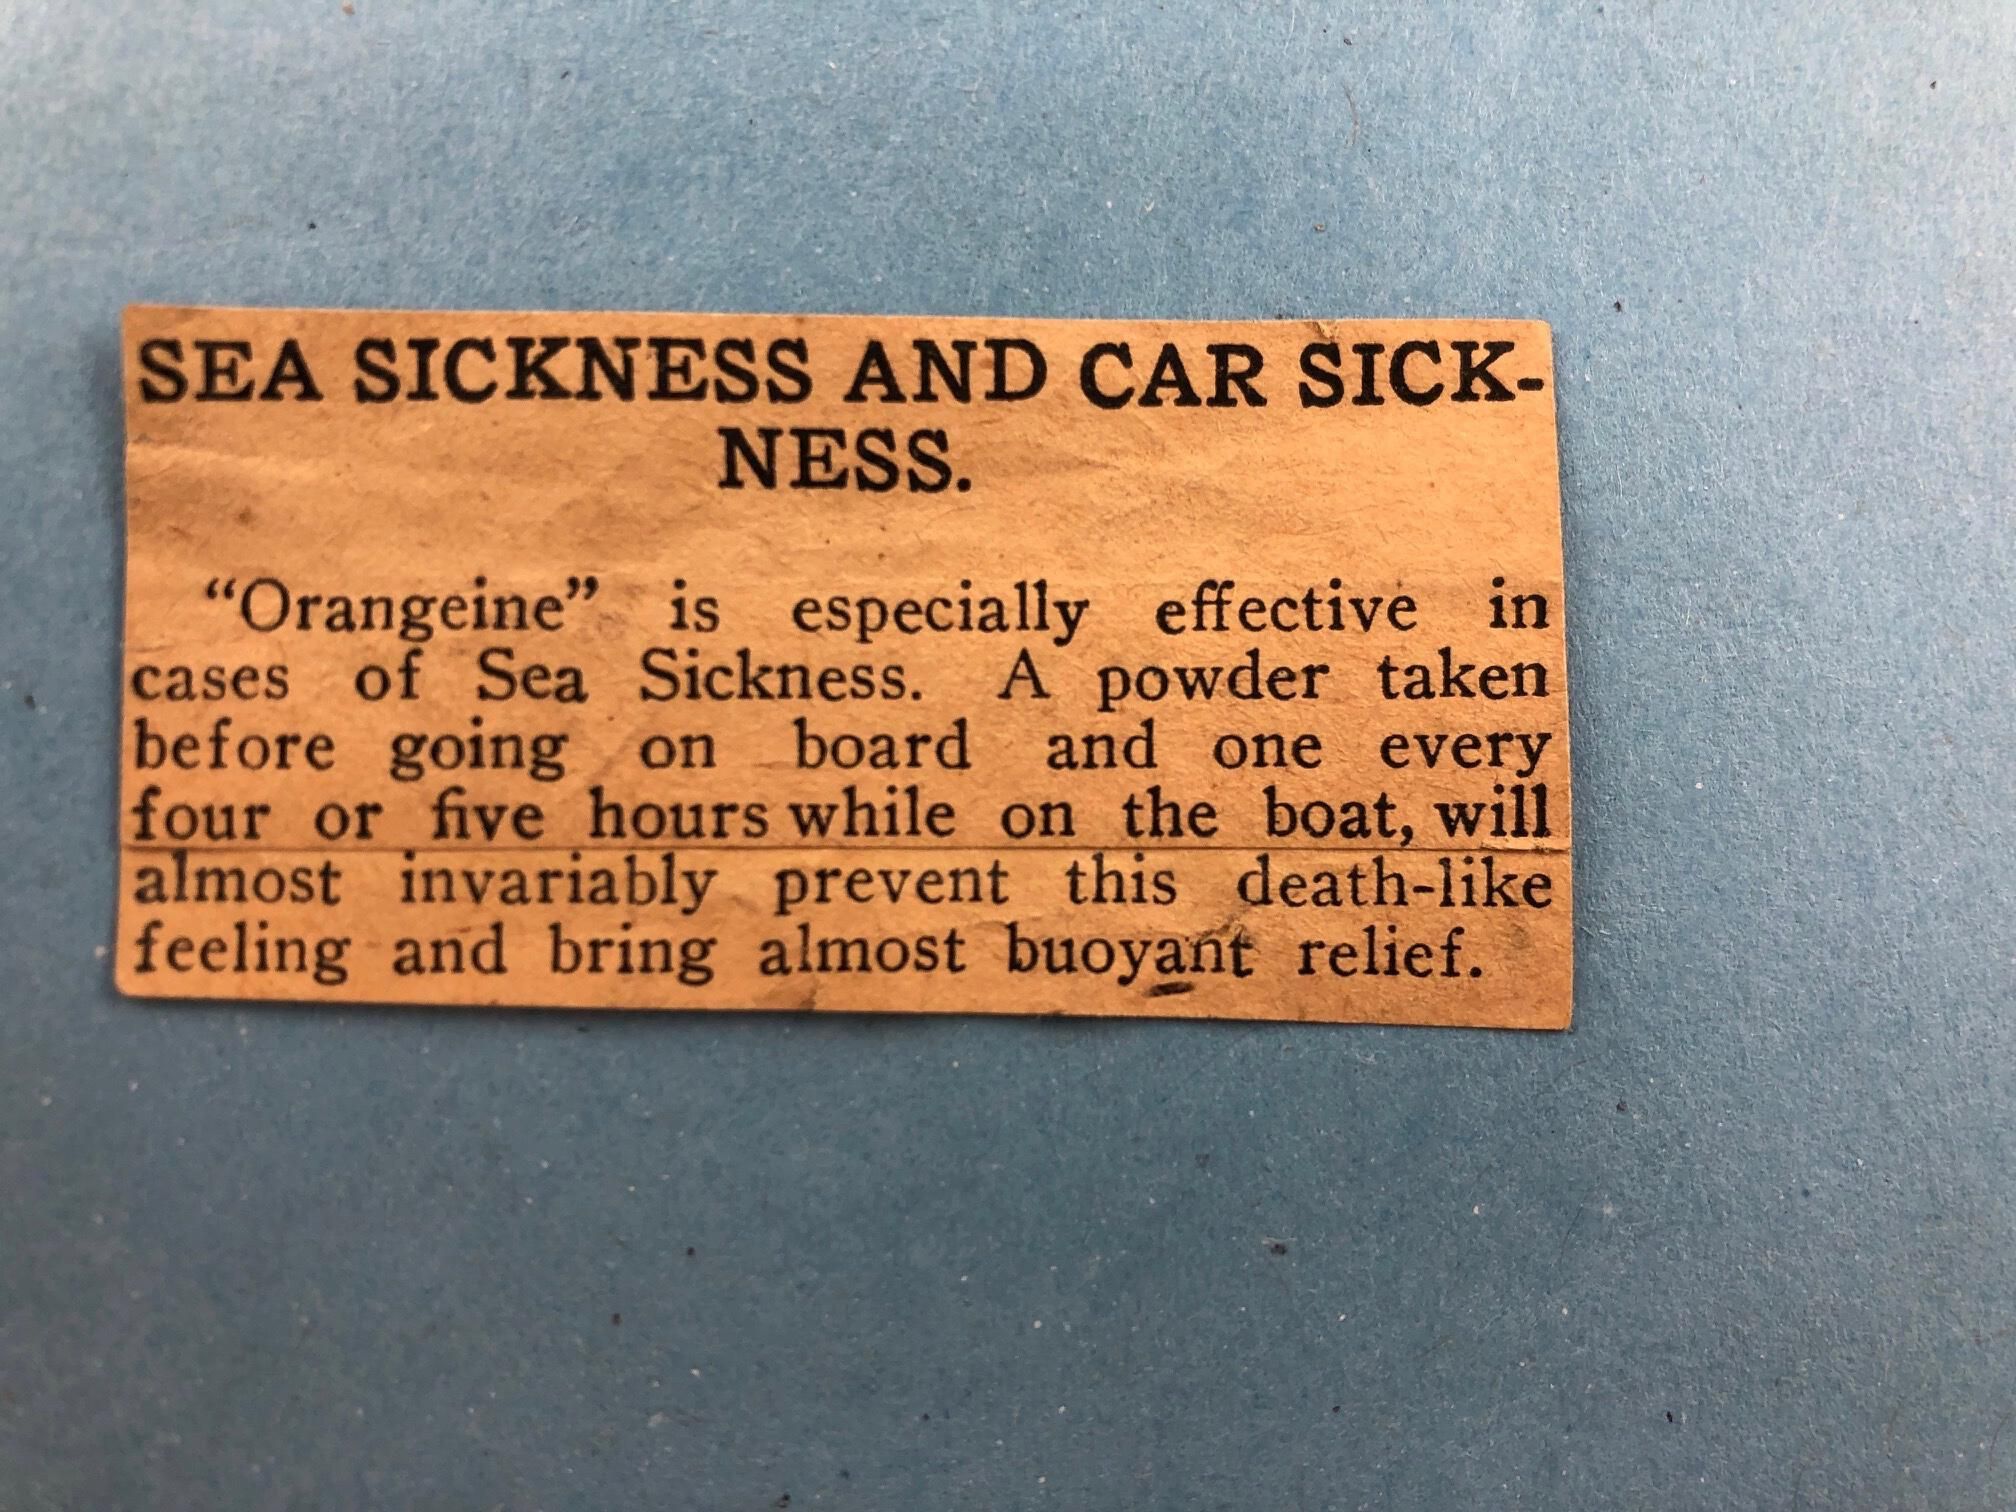 SEA SICKNESS AND CAR SICK-
NESS.
“Orangeine” is especially effective in
cases of Sea Sickness. A powder taken
before going on board and one every
four or five hours while on the boat, will
almost invariably prevent this death-like
feeling and bring almost buoyant relief.